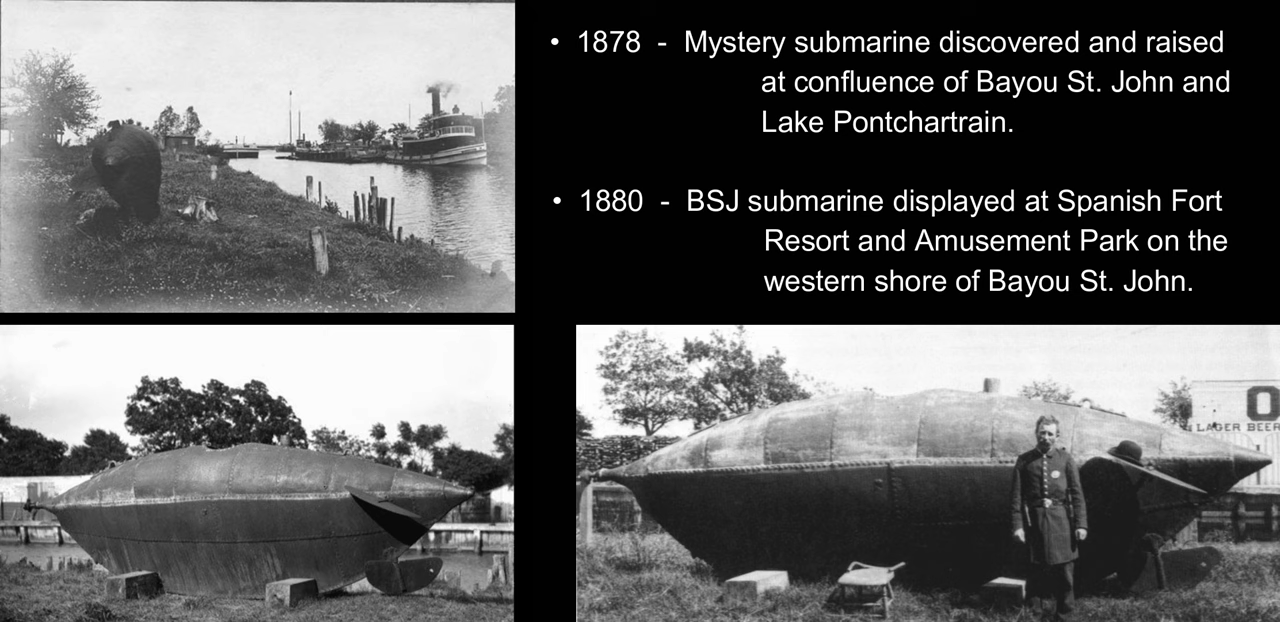 • 1878 - Mystery submarine discovered and raised
at confluence of Bayou St. John and
Lake Pontchartrain.
• 1880 - BSJ submarine displayed at Spanish Fort
Resort and Amusement Park on the
western shore of Bayou St. John.
O
LAGER BEER